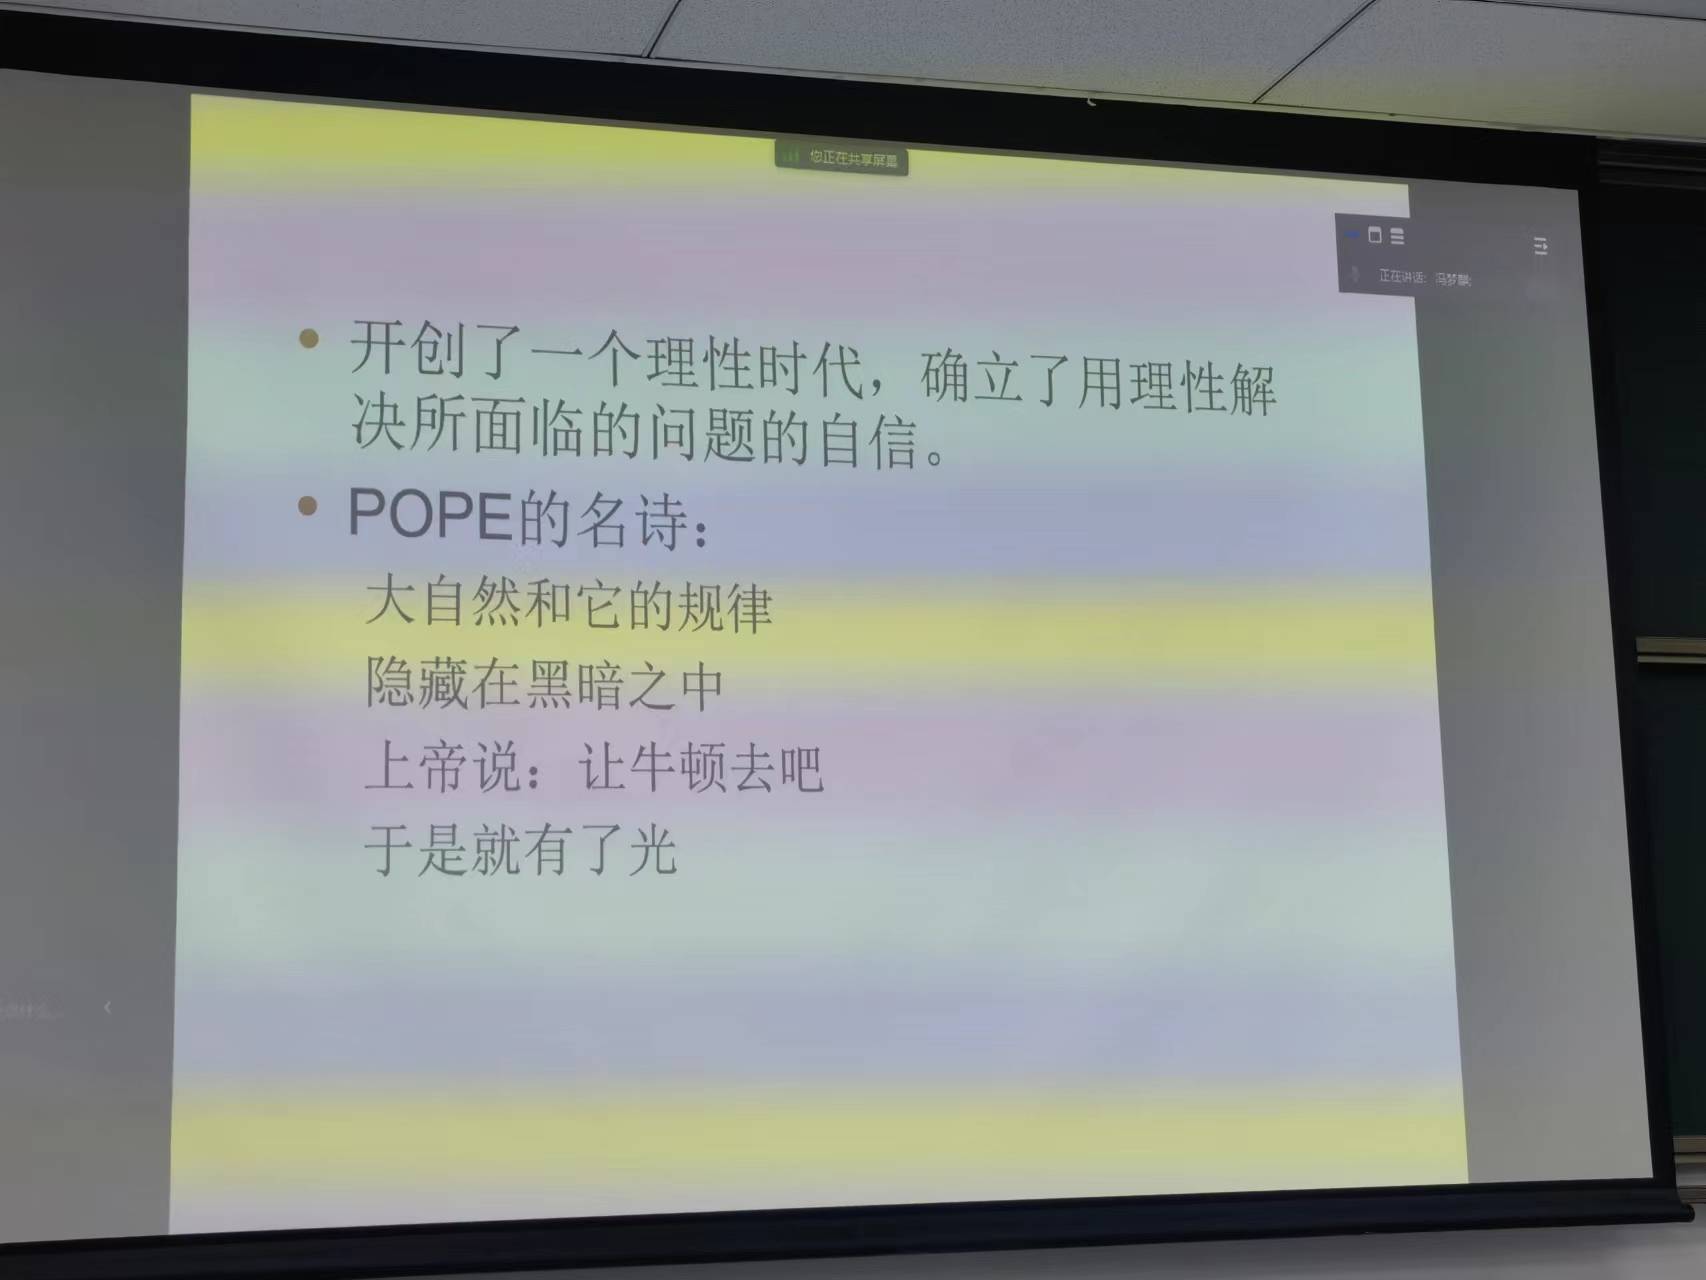 您正在共享屏幕
正在讲话: 冯梦麟;
• 开创了一个理性时代，确立了用理性解
决所面临的问题的自信。
• POPE的名诗：
大自然和它的规律
隐藏在黑暗之中
上帝说：让牛顿去吧
于是就有了光